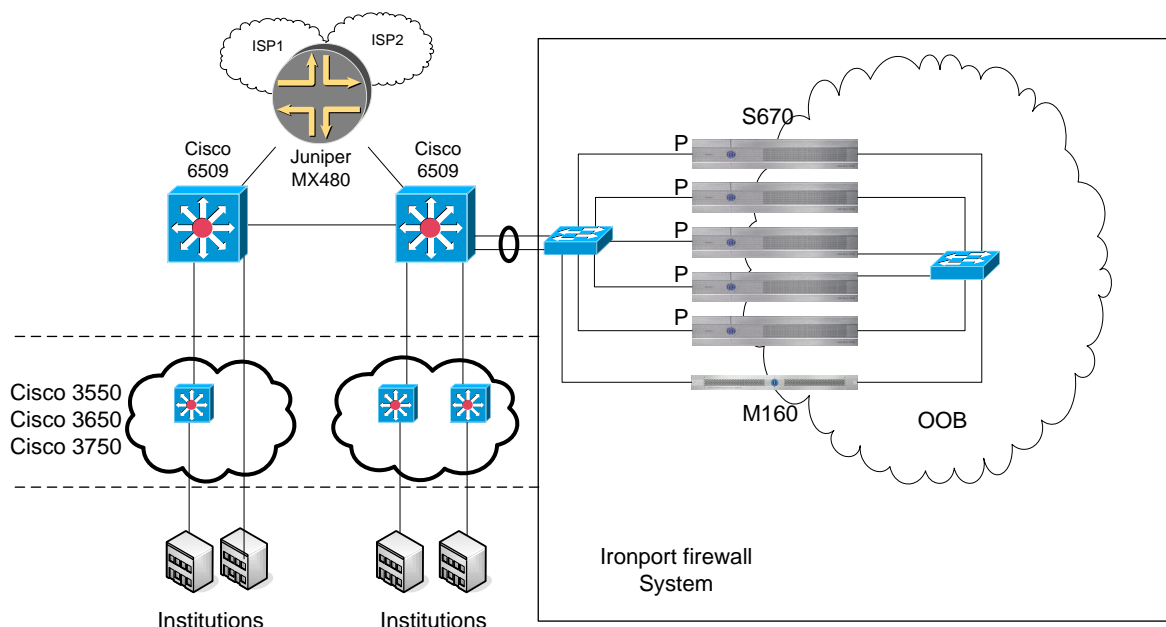 ISP1
ISP2
Cisco
6509
Juniper
MX480
Cisco
6509
S670
P
P
P
P
P
M160
OOB
Cisco 3550
Cisco 3650
Cisco 3750
Ironport firewall
System
Institutions
Institutions